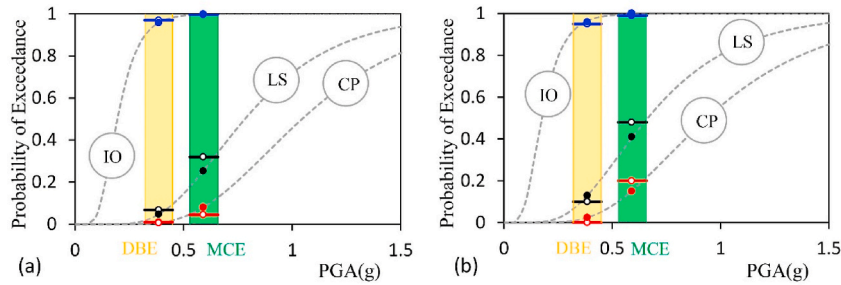 Probability of Exceedance
1
0.8
0.6
0.4
0.2
0
IO
LS
CP
0
0.5
1
1.5
DBE
MCE
PGA(g)
(a)
Probability of Exceedance
1
0.8
0.6
0.4
0.2
0
IO
LS
CP
0
0.5
1
1.5
DBE
MCE
PGA(g)
(b)